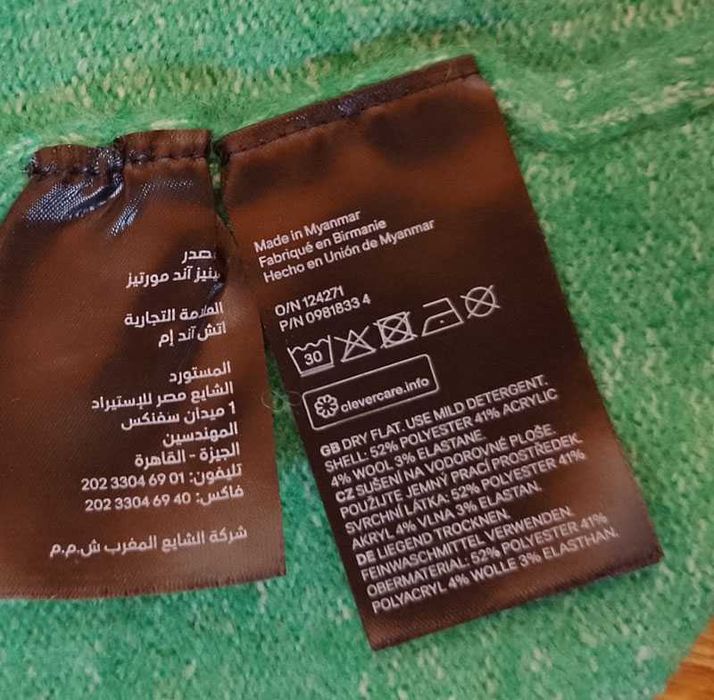 صدر
ينيز آند مورتيز
العلامة التجارية
اتش آند إم
المستورد
الشايع مصر للإستيراد
1 ميدان سفنكس
المهندسين
الجيزة - القاهرة
تليفون: 01 69 3304 202
فاكس: 40 69 3304 202
شركة الشايع المغرب ش.م.م
Made in Myanmar
Fabriqué en Birmanie
Hecho en Unión de Myanmar
O/N 124271
P/N 0981833 4
30
clevercare.info
GB DRY FLAT. USE MILD DETERGENT.
SHELL: 52% POLYESTER 41% ACRYLIC
4% WOOL 3% ELASTANE.
CZ SUŠENÍ NA VODOROVNÉ PLOŠE.
POUŽIJTE JEMNÝ PRACÍ PROSTŘEDEK.
SVRCHNÍ LÁTKA: 52% POLYESTER 41%
AKRYL 4% VLNA 3% ELASTAN.
DE LIEGEND TROCKNEN.
FEINWASCHMITTEL VERWENDEN.
OBERMATERIAL: 52% POLYESTER 41%
POLYACRYL 4% WOLLE 3% ELASTHAN.